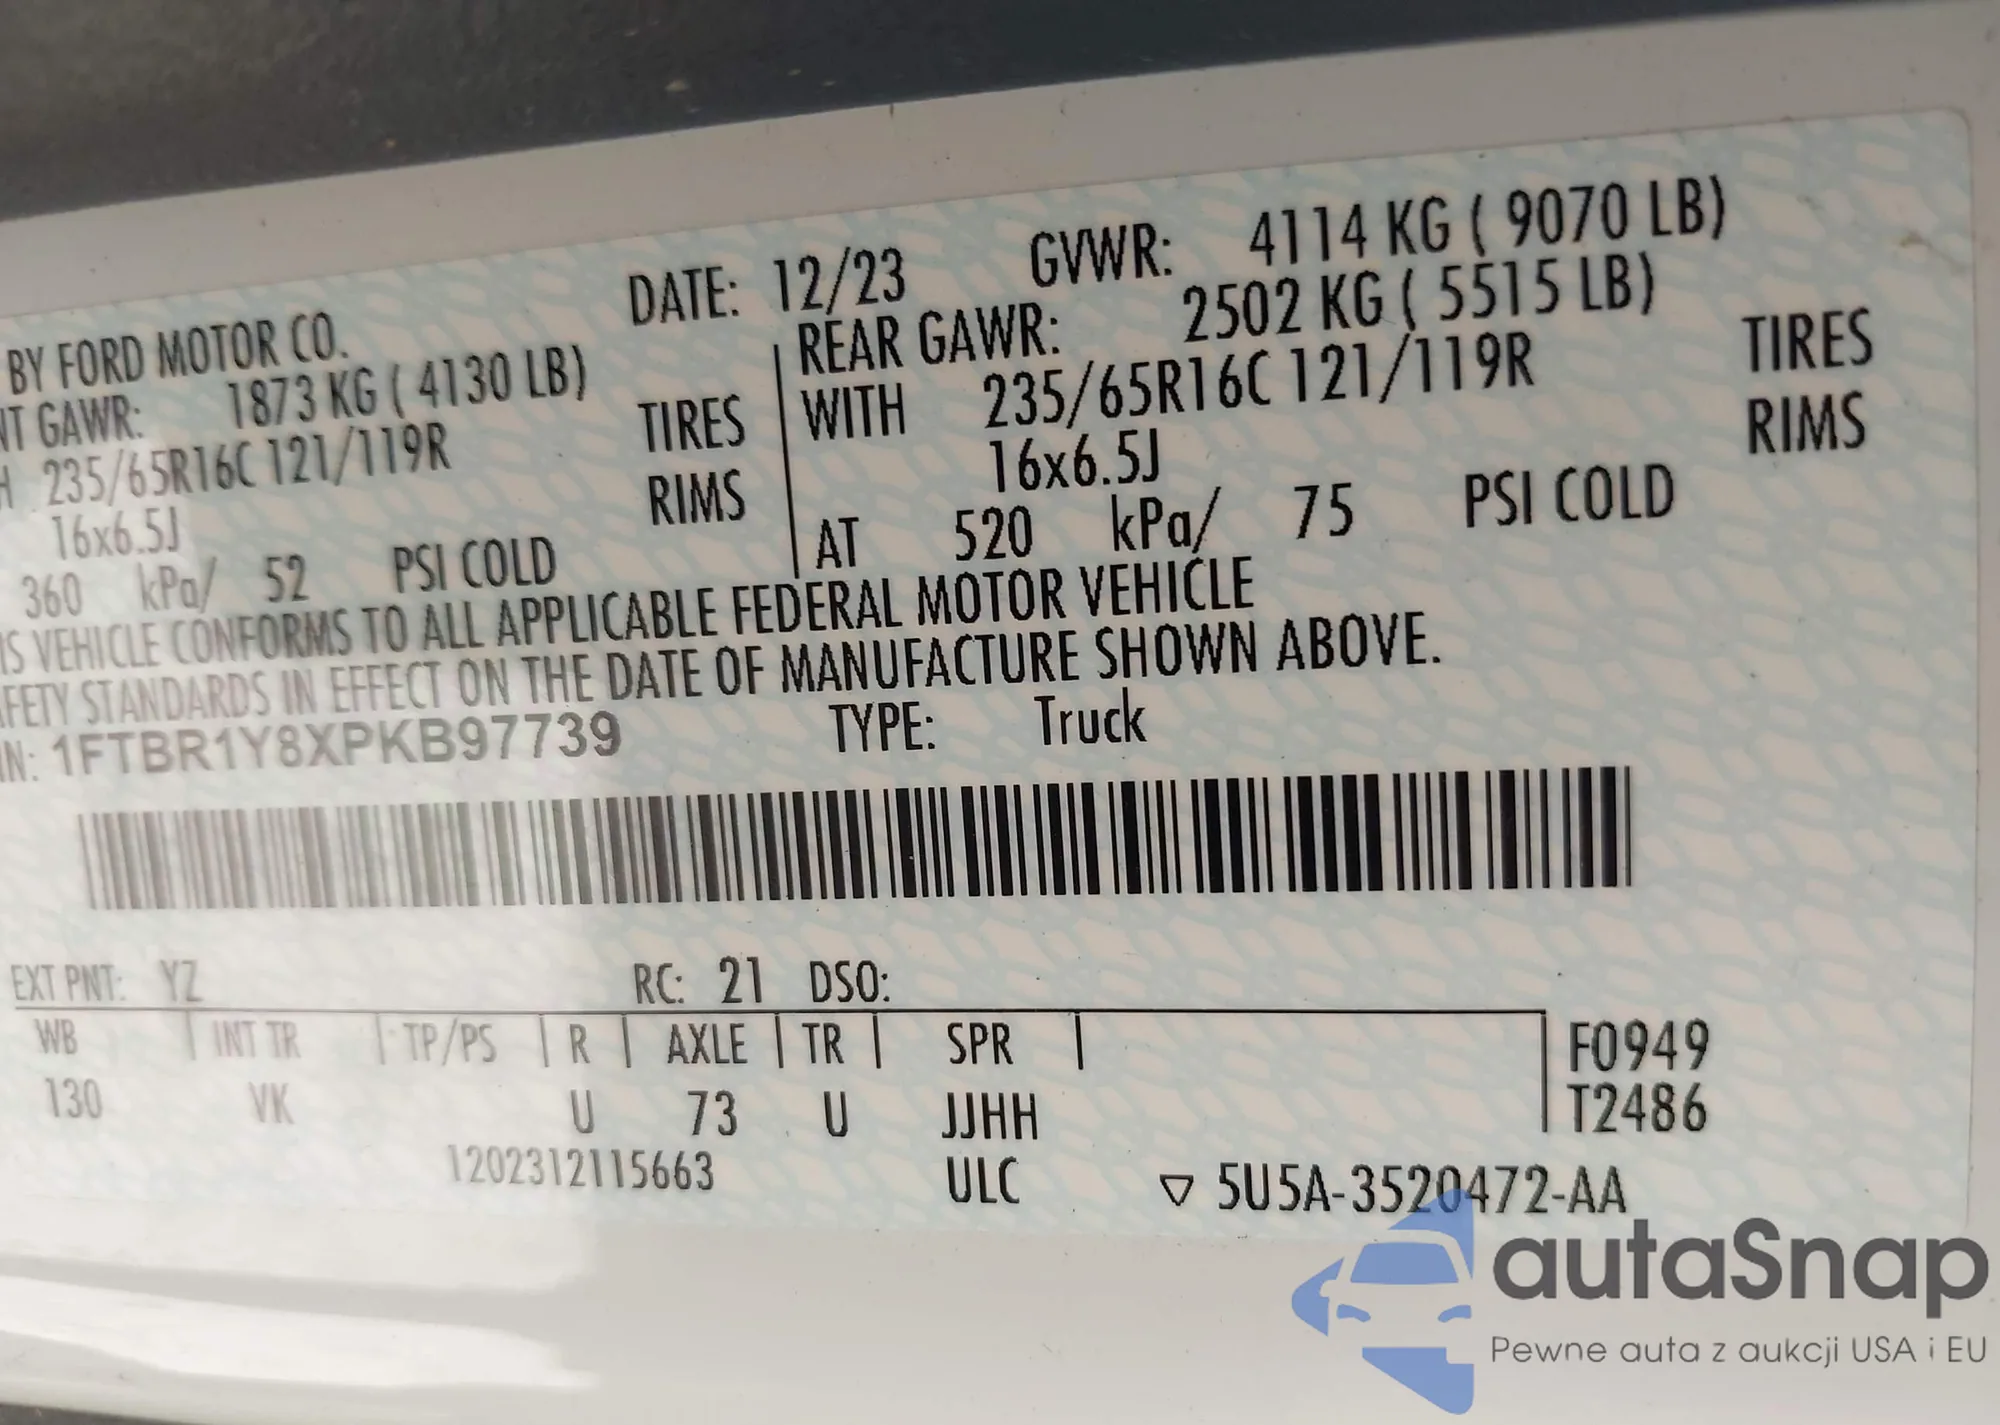 DATE: 12/23 GVWR: 4114 KG ( 9070 LB)
BY FORD MOTOR CO. REAR GAWR: 2502 KG ( 5515 LB)
NT GAWR: 1873 KG ( 4130 LB) WITH 235/65R16C 121/119R TIRES
H 235/65R16C 121/119R TIRES 16x6.5J RIMS
16x6.5J RIMS AT 520 kPa/ 75 PSI COLD
360 kPa/ 52 PSI COLD
IS VEHICLE CONFORMS TO ALL APPLICABLE FEDERAL MOTOR VEHICLE
FETY STANDARDS IN EFFECT ON THE DATE OF MANUFACTURE SHOWN ABOVE.
IN: 1FTBR1Y8XPKB97739 TYPE: Truck
EXT PNT: YZ RC: 21 DSO:
WB | INT TR | TP/PS | R | AXLE | TR | SPR | F0949
130 VK U 73 U JJHH T2486
1202312115663 ULC ▽ 5U5A-3520472-AA
autaSnap
Pewne auta z aukcji USA i EU